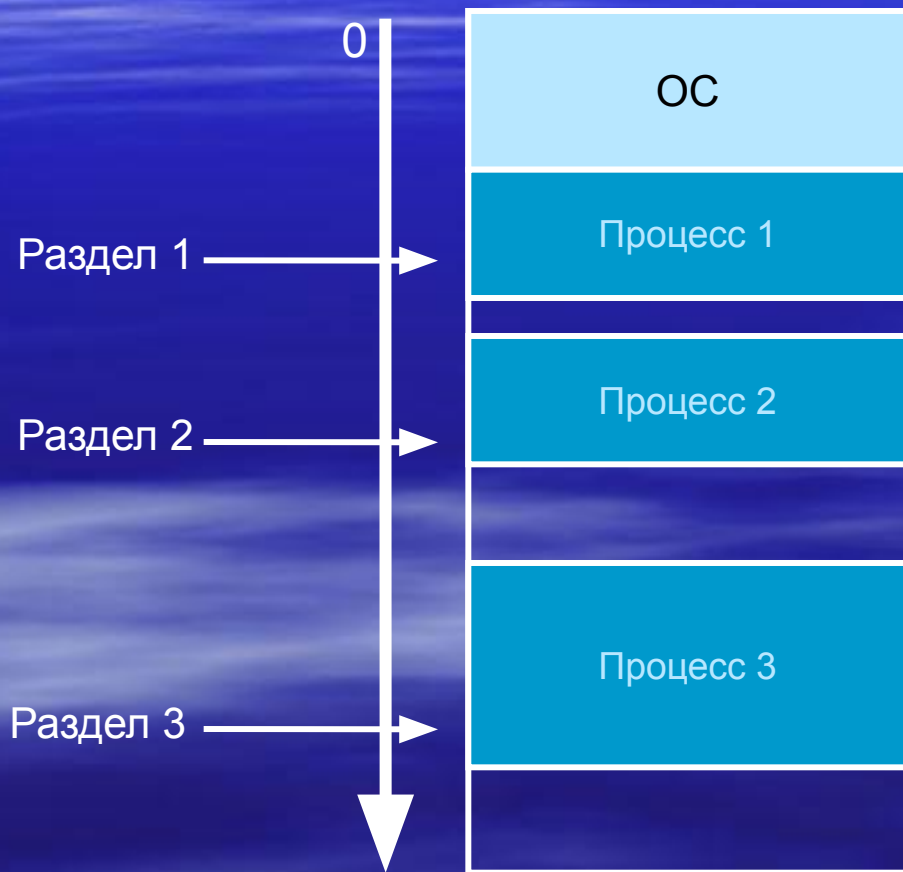 0
ОС
Процесс 1
Раздел 1
Процесс 2
Раздел 2
Процесс 3
Раздел 3